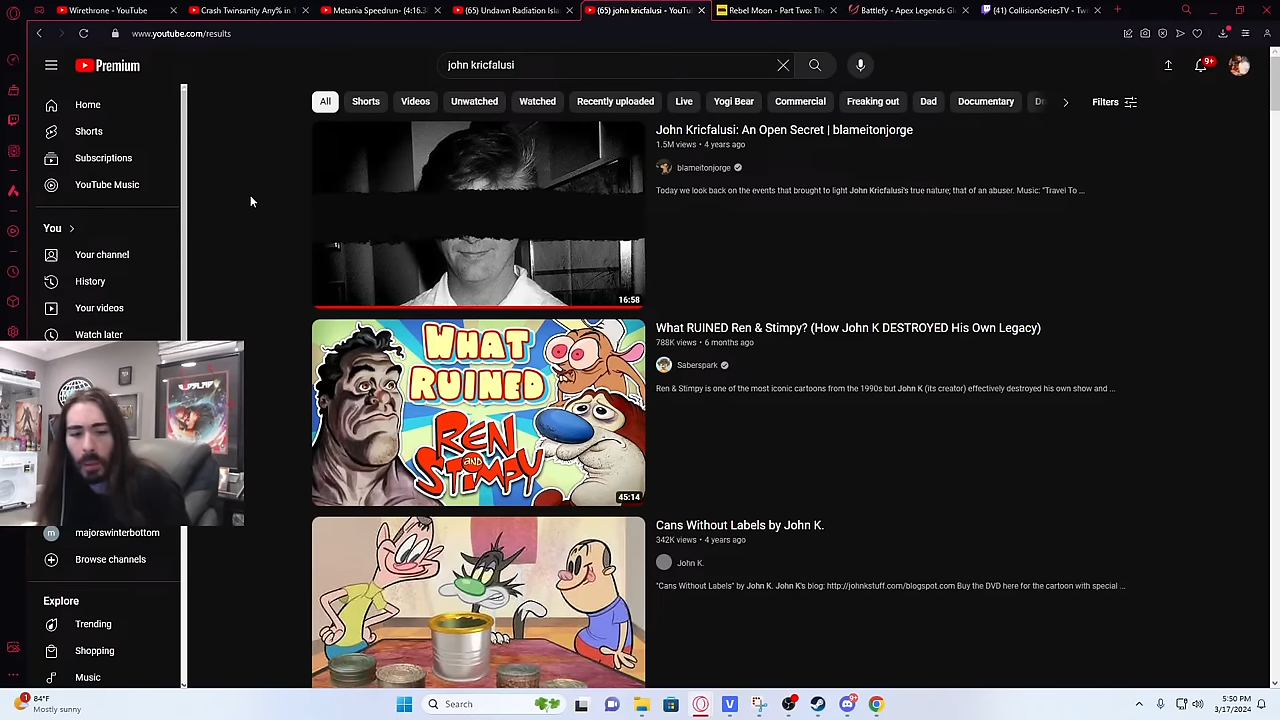 Wirethrone - YouTube
Crash Twinsanity Any% in 1
Metania Speedrun- (4:16.3
(65) Undawn Radiation Isla
(65) john kricfalusi - YouTu
Rebel Moon - Part Two: Th
Battlefy - Apex Legends Gl
(4) CollisionSeriesTV - Tw
www.youtube.com/results
Premium
john kricfalusi
9+
All
Shorts
Videos
Unwatched
Watched
Recently uploaded
Live
Yogi Bear
Commercial
Freaking out
Dad
Documentary
Filters
Home
Shorts
Subscriptions
YouTube Music
You
Your channel
History
Your videos
Watch later
majorswinterbottom
Browse channels
Explore
Trending
Shopping
Music
16:58
John Kricfalusi: An Open Secret | blameitonjorge
1.5M views • 4 years ago
blameitonjorge
Today we look back on the events that brought to light John Kricfalusi's true nature; that of an abuser. Music: "Travel To ...
WHAT
RUINED
REN
AND
STIMPY
45:14
What RUINED Ren & Stimpy? (How John K DESTROYED His Own Legacy)
788K views • 6 months ago
Saberspark
Ren & Stimpy is one of the most iconic cartoons from the 1990s but John K (its creator) effectively destroyed his own show and ...
Cans Without Labels by John K.
342K views • 4 years ago
John K.
"Cans Without Labels" by John K. John K's blog: http://johnkstuff.com/blogspot.com Buy the DVD here for the cartoon with special ...
1
84°F
Mostly sunny
Search
9+
5:50 PM
3/17/2024